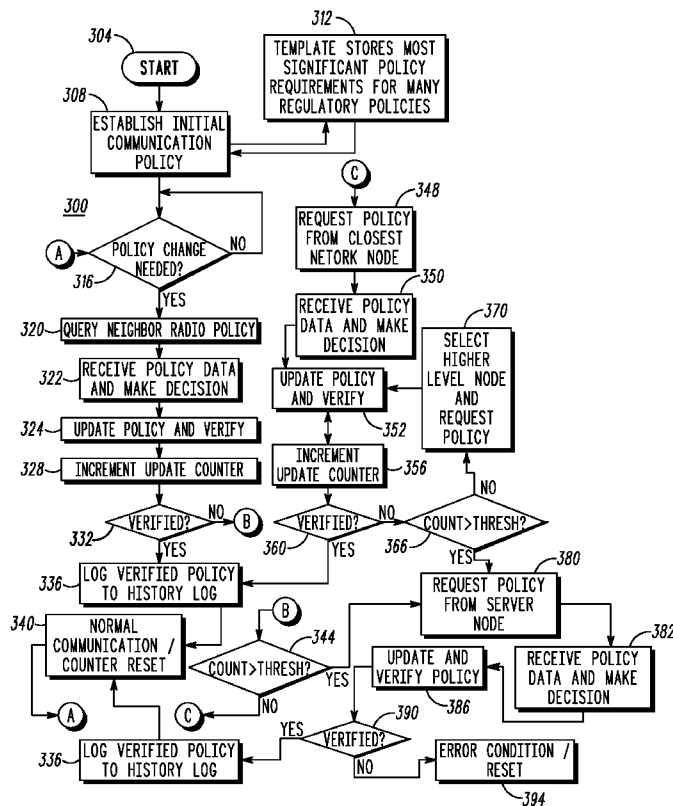 304
START
308
ESTABLISH INITIAL
COMMUNICATION
POLICY
312
TEMPLATE STORES MOST
SIGNIFICANT POLICY
REQUIREMENTS FOR MANY
REGULATORY POLICIES
300
A
POLICY CHANGE
NEEDED?
NO
316
YES
320
QUERY NEIGHBOR RADIO POLICY
322
RECEIVE POLICY DATA
AND MAKE DECISION
324
UPDATE POLICY AND VERIFY
328
INCREMENT UPDATE COUNTER
VERIFIED?
NO
B
332
YES
336
LOG VERIFIED POLICY
TO HISTORY LOG
340
NORMAL
COMMUNICATION /
COUNTER RESET
A
C
348
REQUEST POLICY
FROM CLOSEST
NETORK NODE
350
RECEIVE POLICY
DATA AND MAKE
DECISION
UPDATE POLICY
AND VERIFY
352
INCREMENT
UPDATE COUNTER
356
VERIFIED?
NO
360
YES
370
SELECT
HIGHER
LEVEL NODE
AND
REQUEST
POLICY
NO
COUNT>THRESH?
366
YES
380
REQUEST POLICY
FROM SERVER
NODE
382
RECEIVE POLICY
DATA AND MAKE
DECISION
B
344
COUNT>THRESH?
YES
NO
C
UPDATE AND
VERIFY POLICY
386
390
VERIFIED?
YES
NO
336
LOG VERIFIED POLICY
TO HISTORY LOG
ERROR CONDITION /
RESET
394